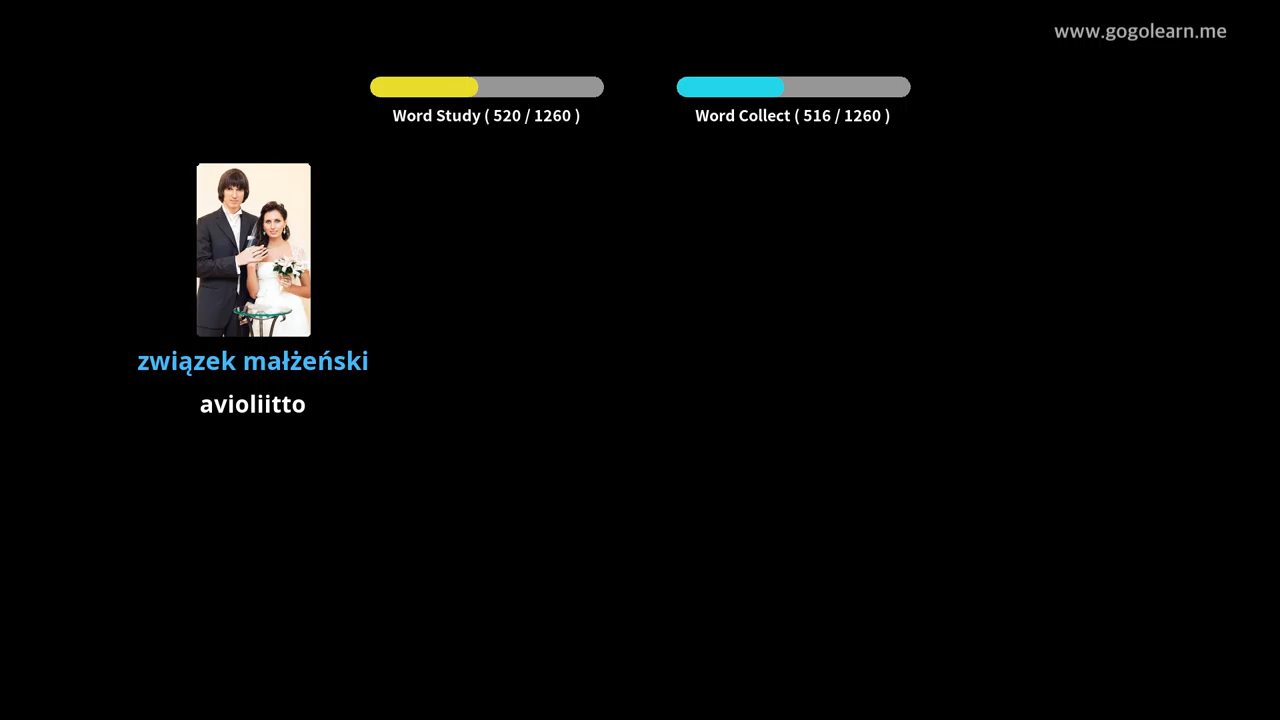 www.gogolearn.me
Word Study ( 520 / 1260 )
Word Collect ( 516 / 1260 )
związek małżeński
avioliitto